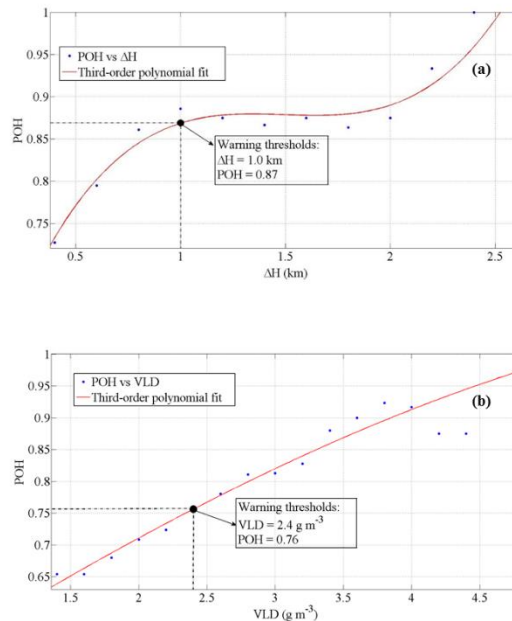 1
0.95
0.9
0.85
0.8
0.75
POH
POH vs ΔH
Third-order polynomial fit
(a)
Warning thresholds:
ΔH = 1.0 km
POH = 0.87
0.5 1 1.5 2 2.5
ΔH (km)
1
0.95
0.9
0.85
0.8
0.75
0.7
0.65
POH
POH vs VLD
Third-order polynomial fit
(b)
Warning thresholds:
VLD = 2.4 g m⁻³
POH = 0.76
1.5 2 2.5 3 3.5 4 4.5
VLD (g m⁻³)